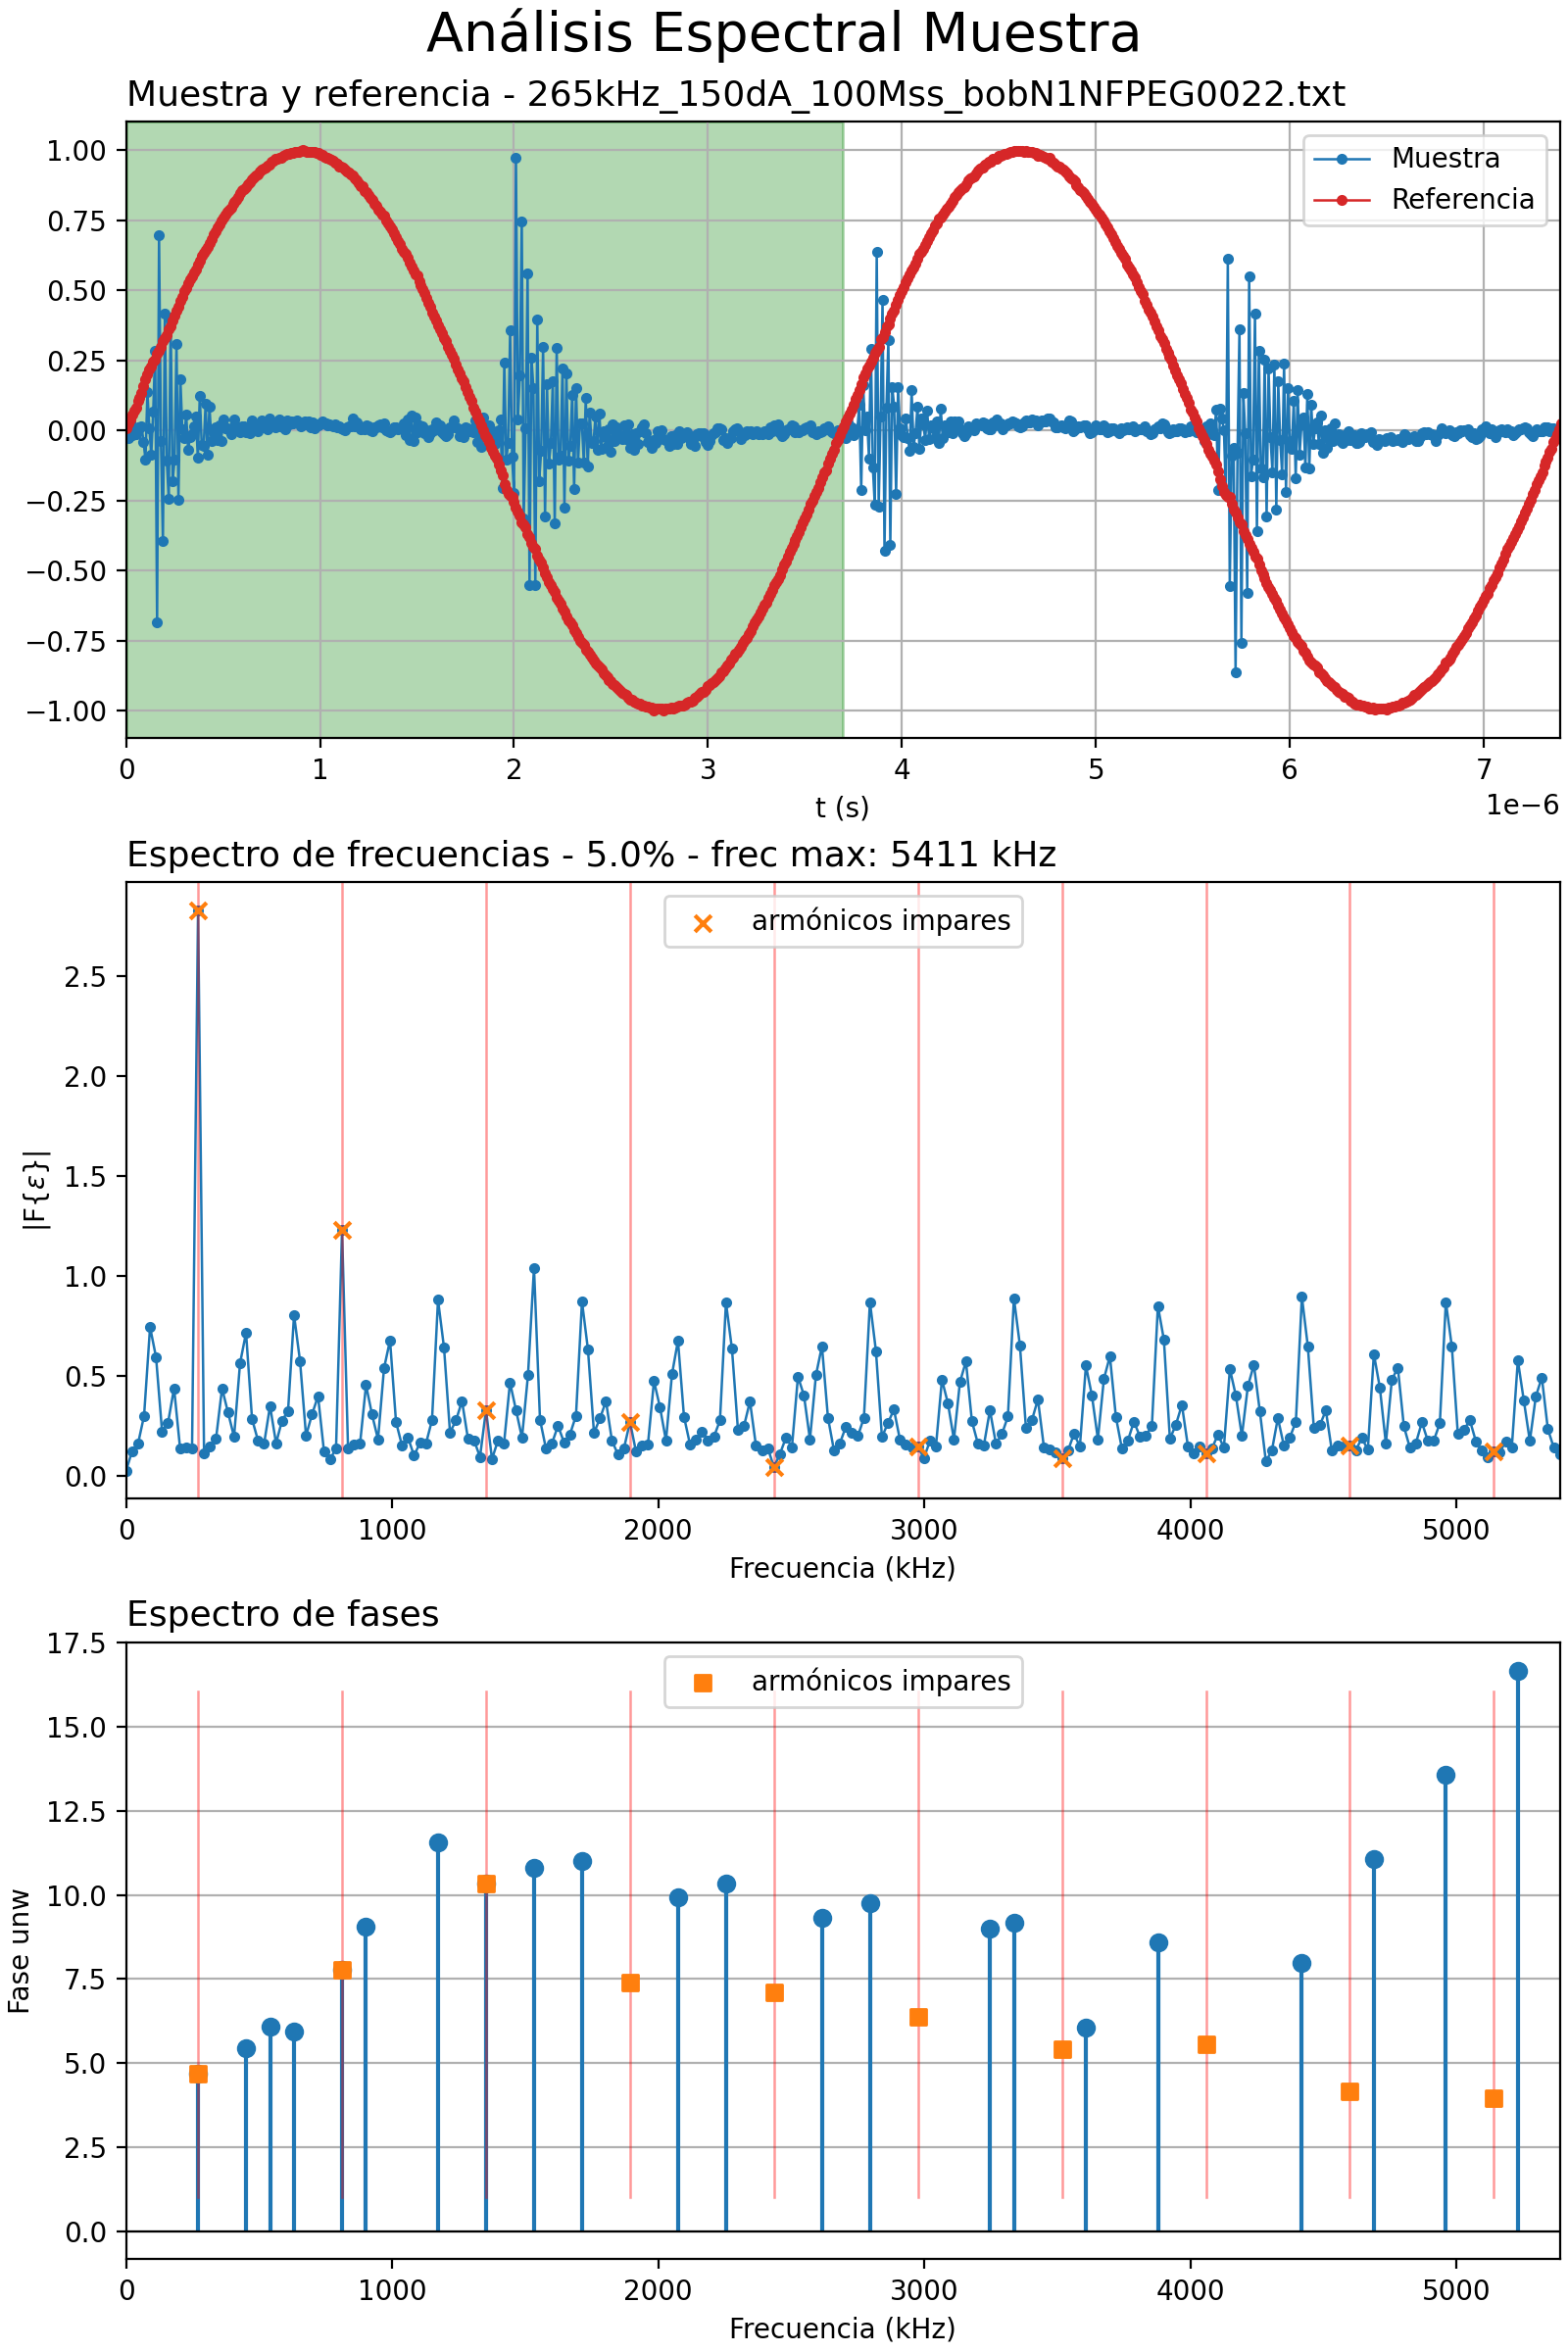 Análisis Espectral Muestra
Muestra y referencia - 265kHz_150dA_100Mss_bobN1NFPEG0022.txt
1.00
0.75
0.50
0.25
0.00
−0.25
−0.50
−0.75
−1.00
Muestra
Referencia
0 1 2 3 4 5 6 7
t (s)
1e−6
Espectro de frecuencias - 5.0% - frec max: 5411 kHz
armónicos impares
2.5
2.0
1.5
1.0
0.5
0.0
|F{ε}|
0 1000 2000 3000 4000 5000
Frecuencia (kHz)
Espectro de fases
armónicos impares
17.5
15.0
12.5
10.0
7.5
5.0
2.5
0.0
Fase unw
0 1000 2000 3000 4000 5000
Frecuencia (kHz)